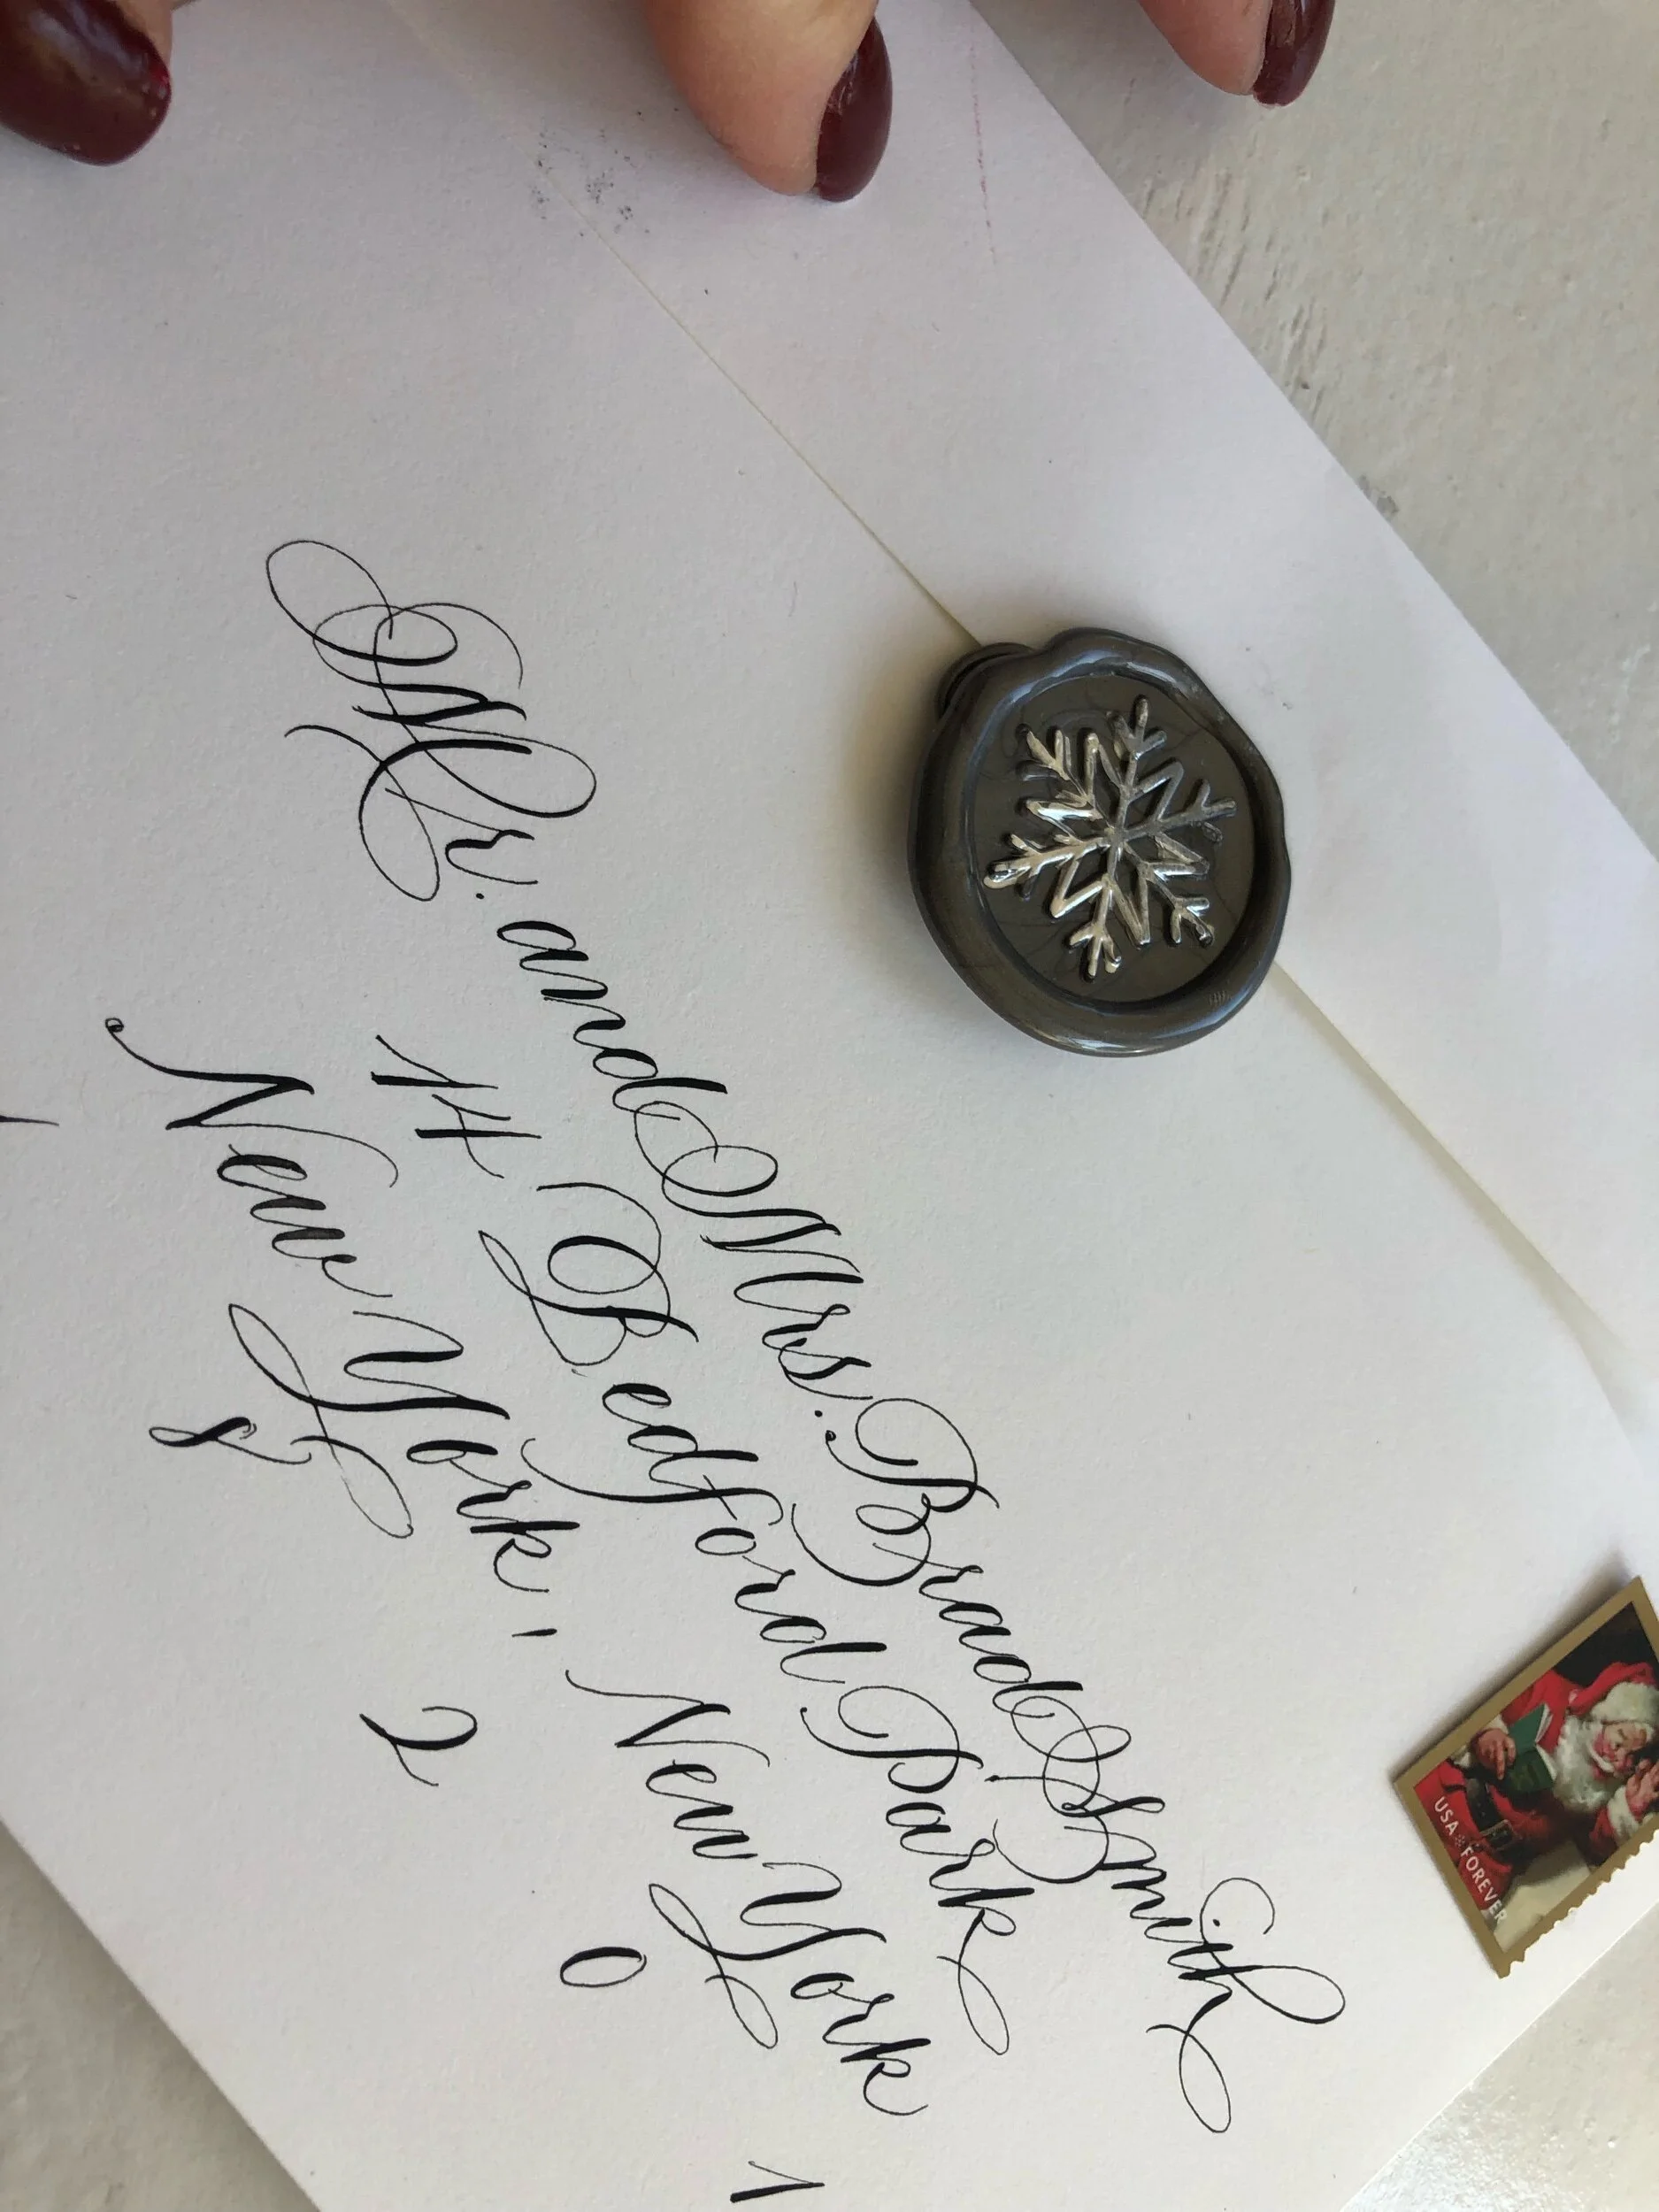 USA FOREVER
Mr. and Mrs. Brad Smith
14 Bedford Park
New York, New York
8 2 0 1